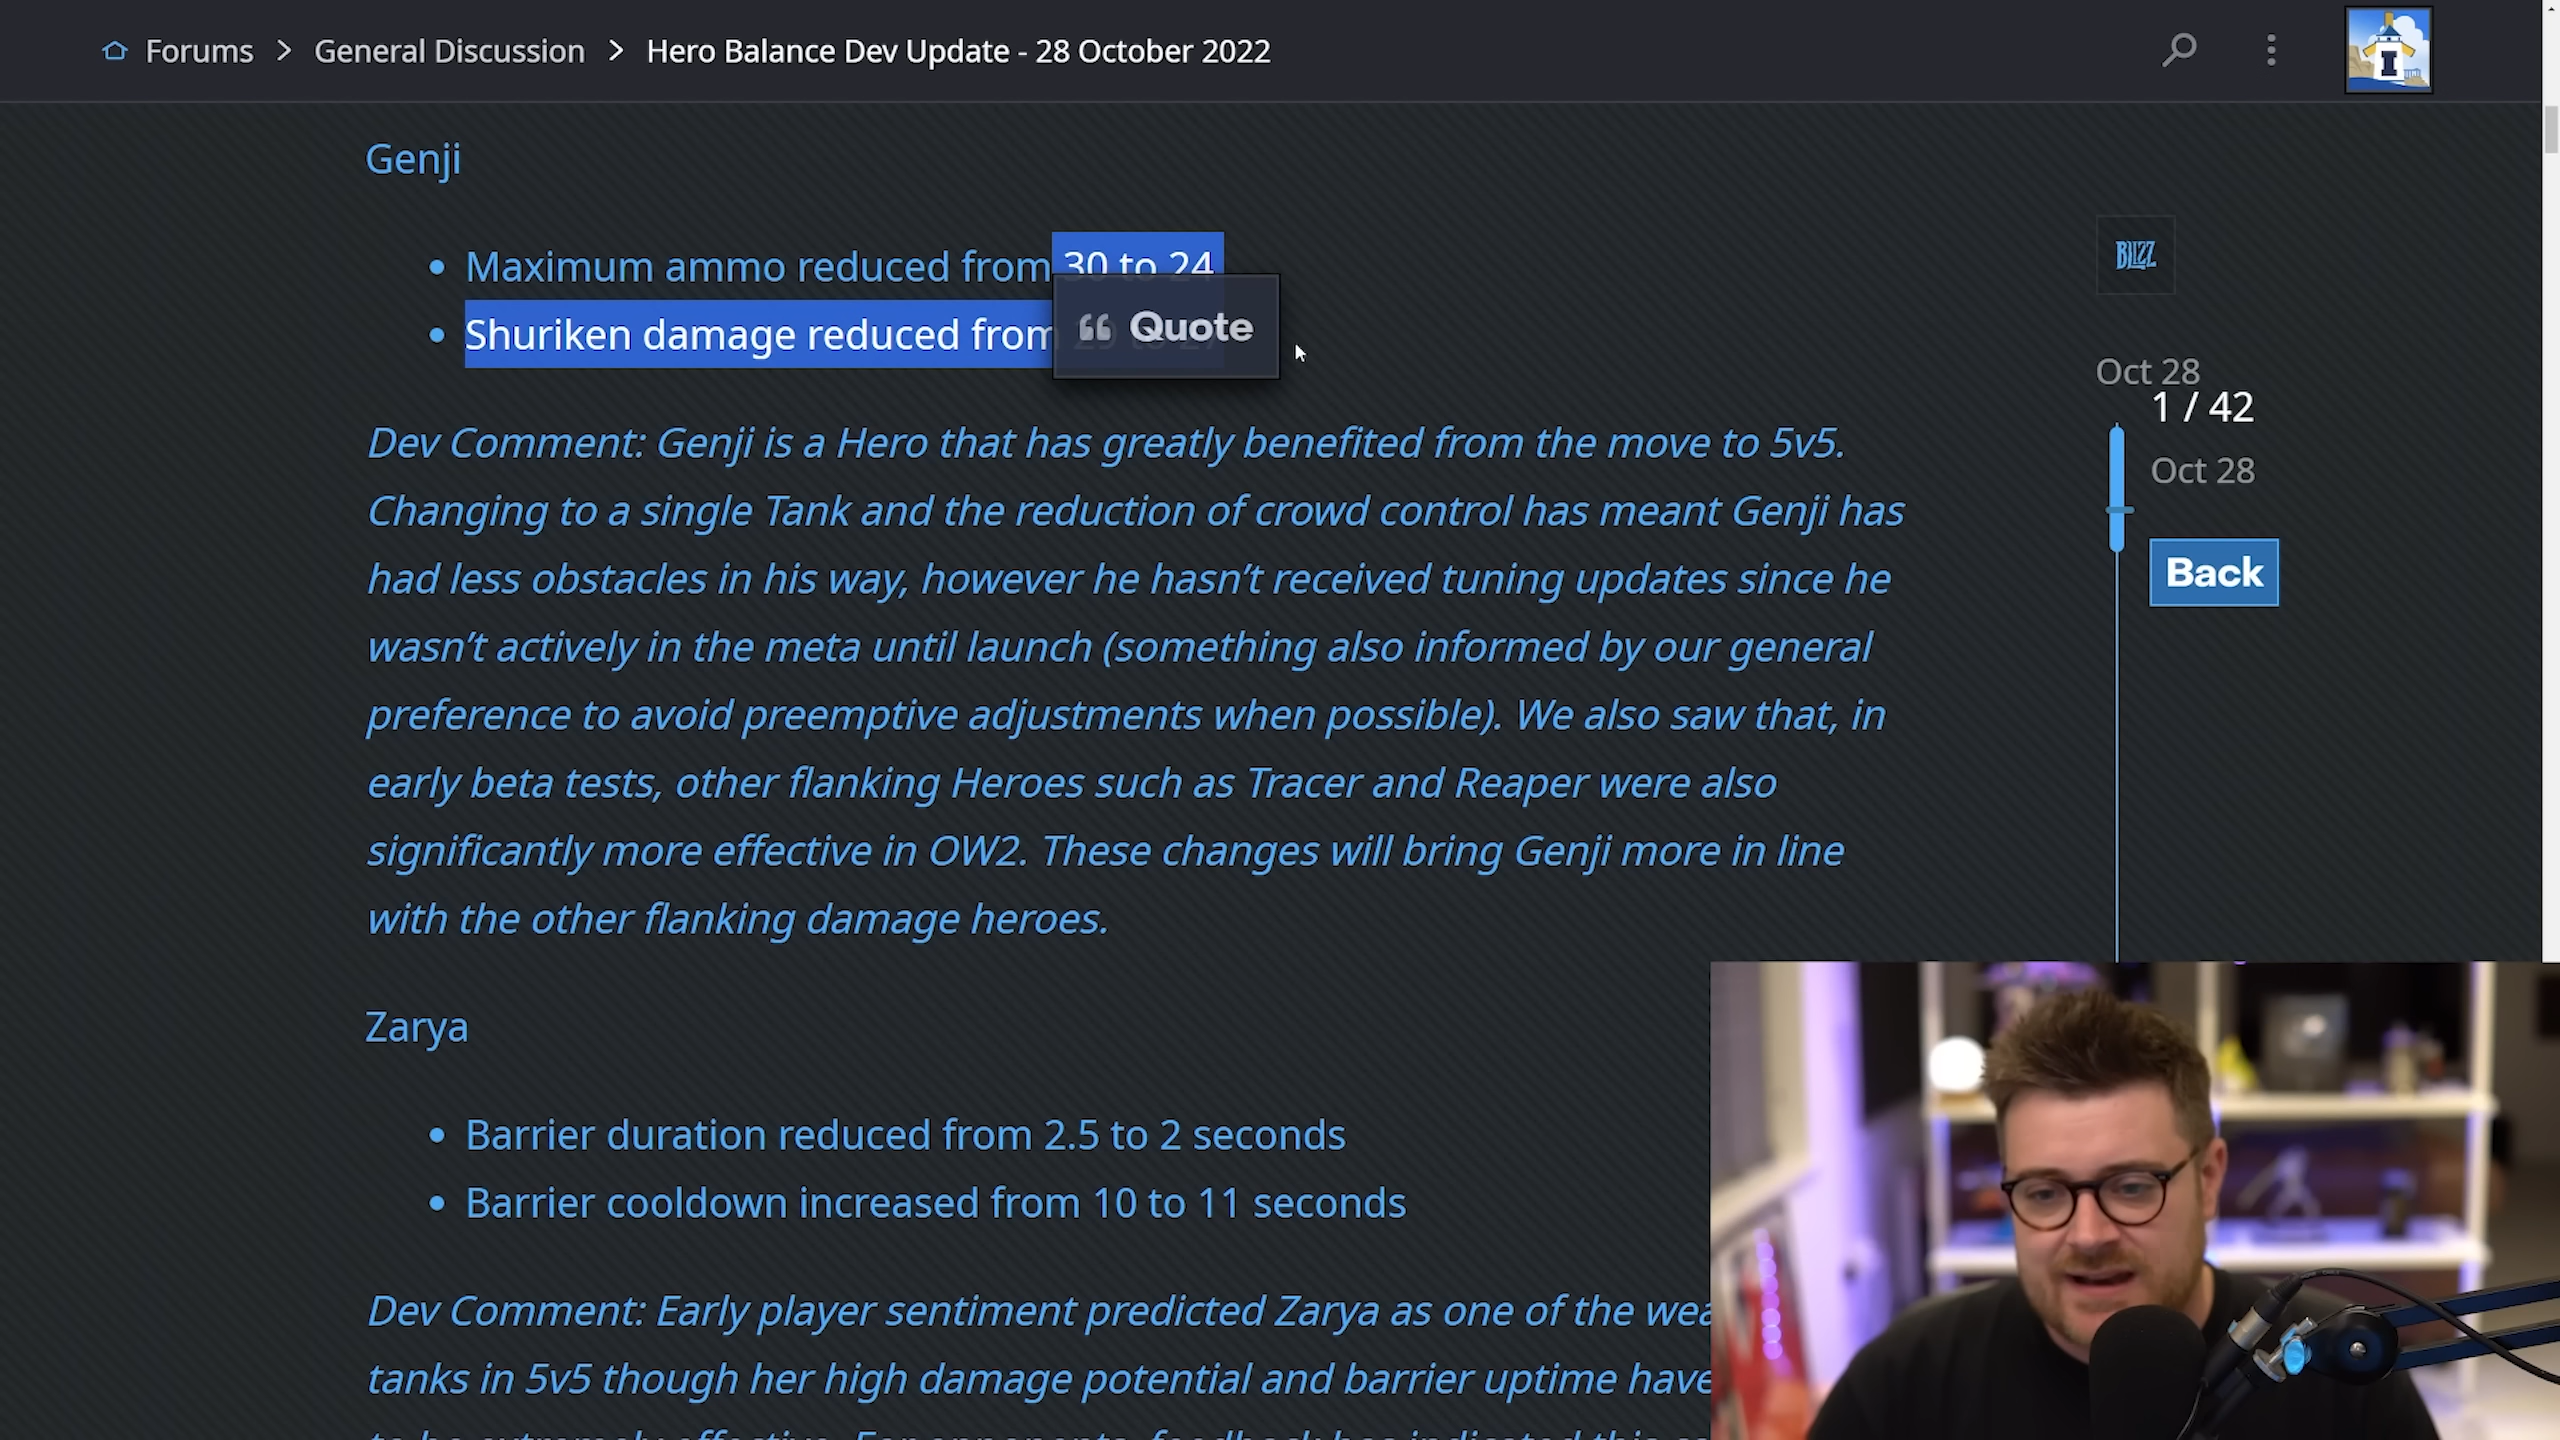 Forums > General Discussion > Hero Balance Dev Update - 28 October 2022
Genji
• Maximum ammo reduced from 30 to 24
• Shuriken damage reduced from
Quote
BLIZZ
Oct 28
1 / 42
Oct 28
Back
Dev Comment: Genji is a Hero that has greatly benefited from the move to 5v5.
Changing to a single Tank and the reduction of crowd control has meant Genji has
had less obstacles in his way, however he hasn’t received tuning updates since he
wasn’t actively in the meta until launch (something also informed by our general
preference to avoid preemptive adjustments when possible). We also saw that, in
early beta tests, other flanking Heroes such as Tracer and Reaper were also
significantly more effective in OW2. These changes will bring Genji more in line
with the other flanking damage heroes.
Zarya
• Barrier duration reduced from 2.5 to 2 seconds
• Barrier cooldown increased from 10 to 11 seconds
Dev Comment: Early player sentiment predicted Zarya as one of the
tanks in 5v5 though her high damage potential and barrier uptime have